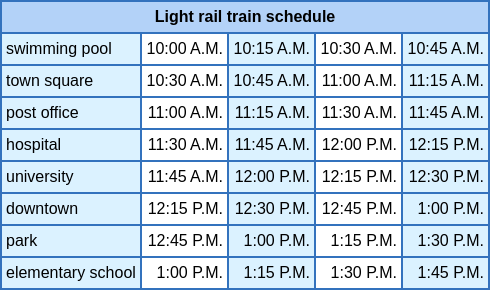 Light rail train schedule
swimming pool 10:00 A.M. 10:15 A.M. 10:30 A.M. 10:45 A.M.
town square 10:30 A.M. 10:45 A.M. 11:00 A.M. 11:15 A.M.
post office 11:00 A.M. 11:15 A.M. 11:30 A.M. 11:45 A.M.
hospital 11:30 A.M. 11:45 A.M. 12:00 P.M. 12:15 P.M.
university 11:45 A.M. 12:00 P.M. 12:15 P.M. 12:30 P.M.
downtown 12:15 P.M. 12:30 P.M. 12:45 P.M. 1:00 P.M.
park 12:45 P.M. 1:00 P.M. 1:15 P.M. 1:30 P.M.
elementary school 1:00 P.M. 1:15 P.M. 1:30 P.M. 1:45 P.M.